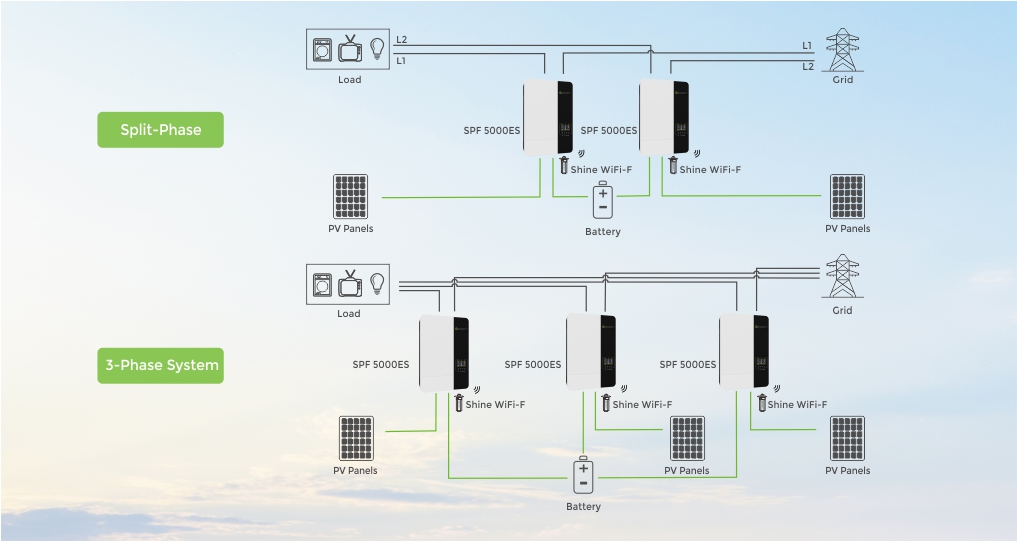 L2
L1
L1
L2
Load
Grid
Split-Phase
SPF 5000ES
SPF 5000ES
Shine WiFi-F
Shine WiFi-F
PV Panels
Battery
PV Panels
Load
Grid
3-Phase System
SPF 5000ES
SPF 5000ES
SPF 5000ES
Shine WiFi-F
Shine WiFi-F
Shine WiFi-F
PV Panels
PV Panels
PV Panels
Battery